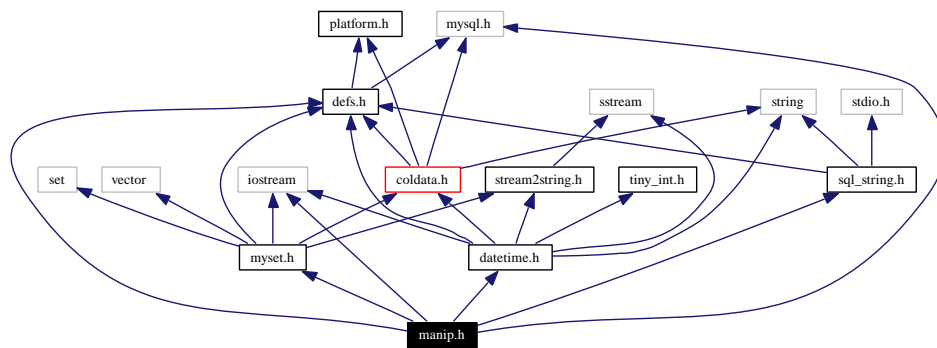 platform.h
mysql.h
defs.h
sstream
string
stdio.h
set
vector
iostream
coldata.h
stream2string.h
tiny_int.h
sql_string.h
myset.h
datetime.h
manip.h